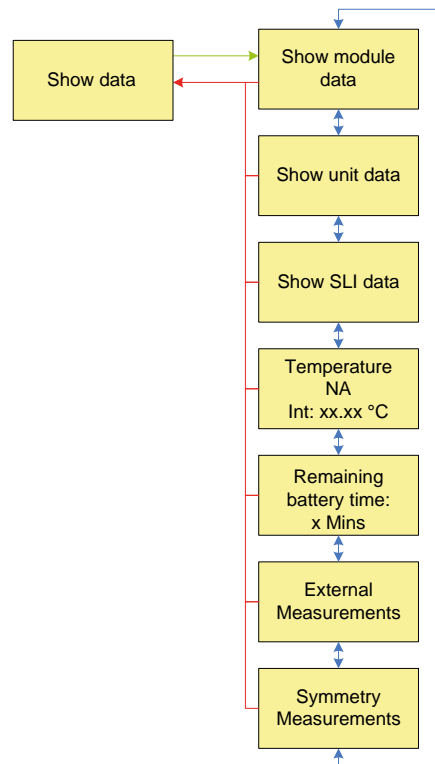 Show data
Show module
data
Show unit data
Show SLI data
Temperature
NA
Int: xx.xx °C
Remaining
battery time:
x Mins
External
Measurements
Symmetry
Measurements